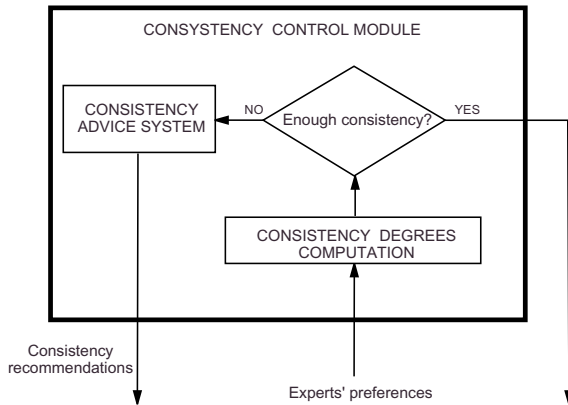 CONSYSTENCY CONTROL MODULE
CONSISTENCY
ADVICE SYSTEM
NO
Enough consistency?
YES
CONSISTENCY DEGREES
COMPUTATION
Consistency
recommendations
Experts' preferences